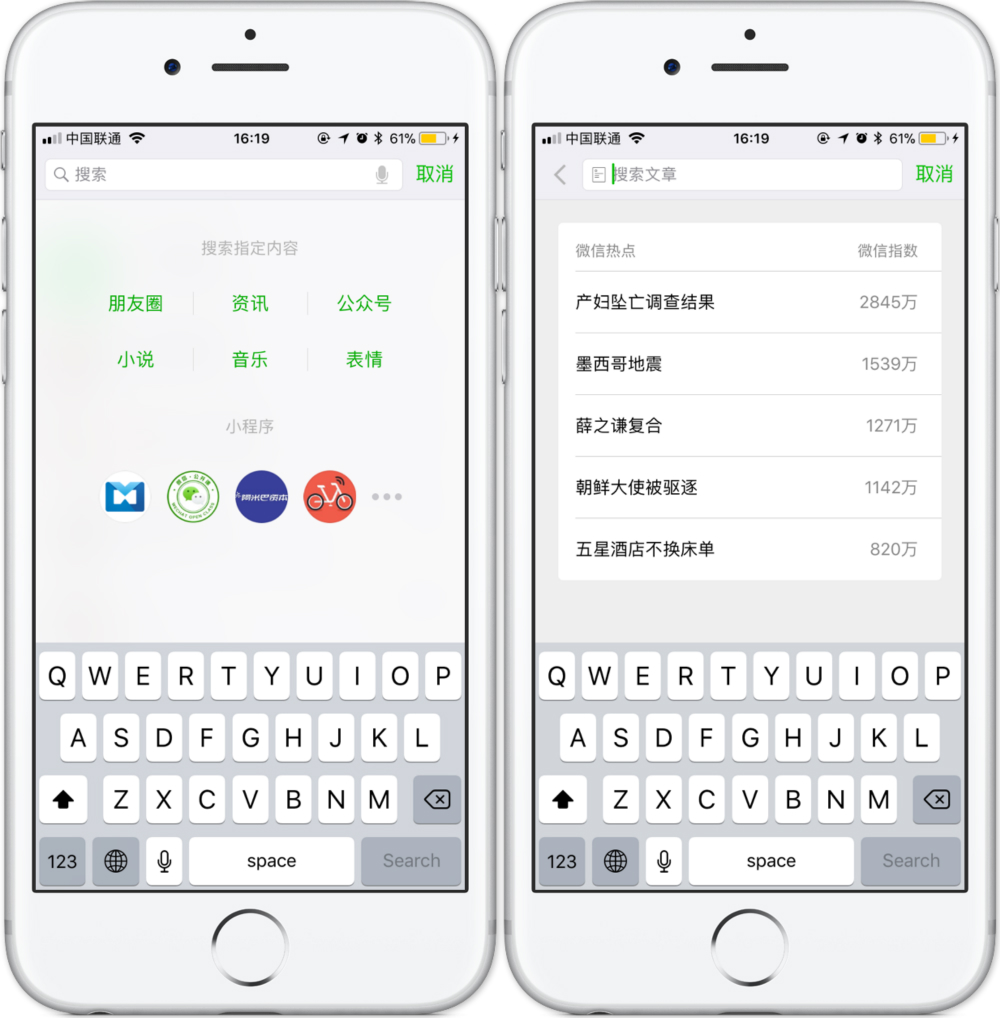 中国联通 16:19 61%
搜索 取消
搜索指定内容
朋友圈 资讯 公众号
小说 音乐 表情
小程序
WECHAT OPEN CLASS
Q W E R T Y U I O P
A S D F G H J K L
Z X C V B N M
123 space Search
中国联通 16:19 61%
搜索文章 取消
微信热点 微信指数
产妇坠亡调查结果 2845万
墨西哥地震 1539万
薛之谦复合 1271万
朝鲜大使被驱逐 1142万
五星酒店不换床单 820万
Q W E R T Y U I O P
A S D F G H J K L
Z X C V B N M
123 space Search